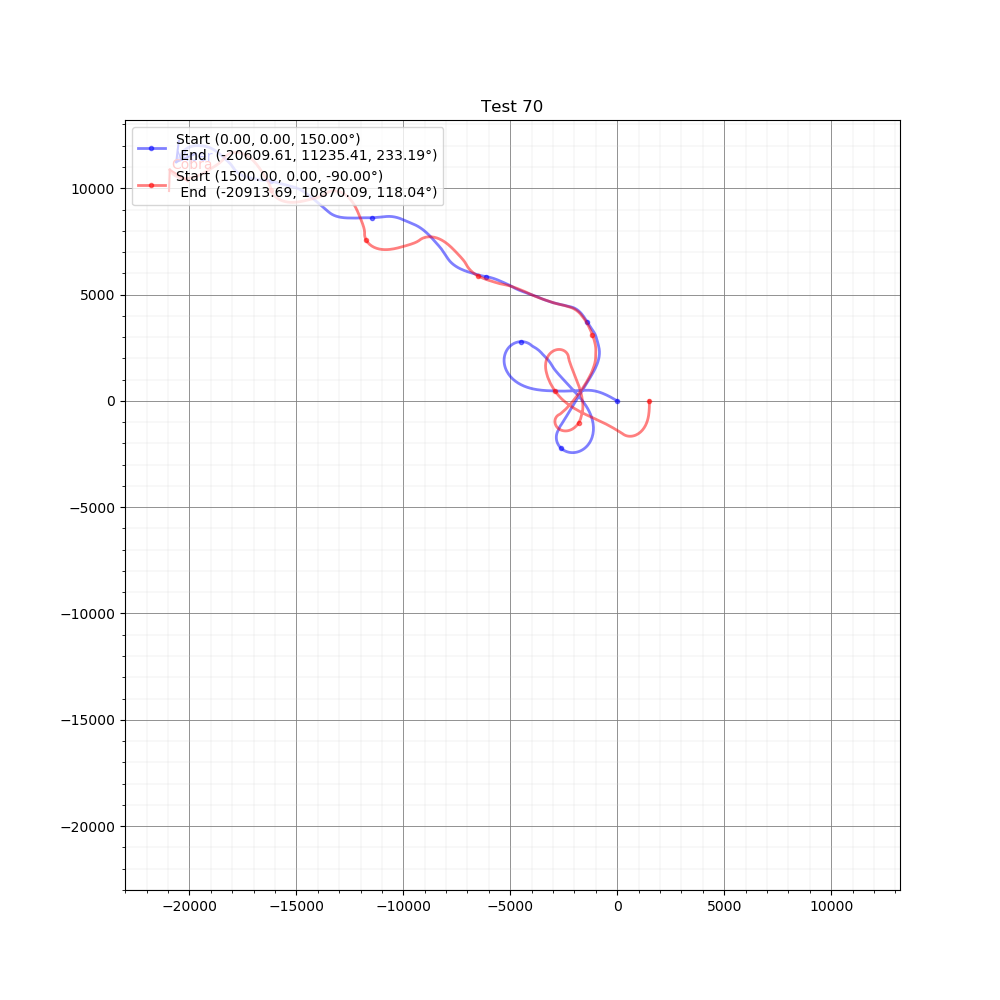 Test 70
Start (0.00, 0.00, 150.00°)
End (-20609.61, 11235.41, 233.19°)
Start (1500.00, 0.00, -90.00°)
End (-20913.69, 10870.09, 118.04°)
Cobra
10000
5000
0
−5000
−10000
−15000
−20000
−20000 −15000 −10000 −5000 0 5000 10000